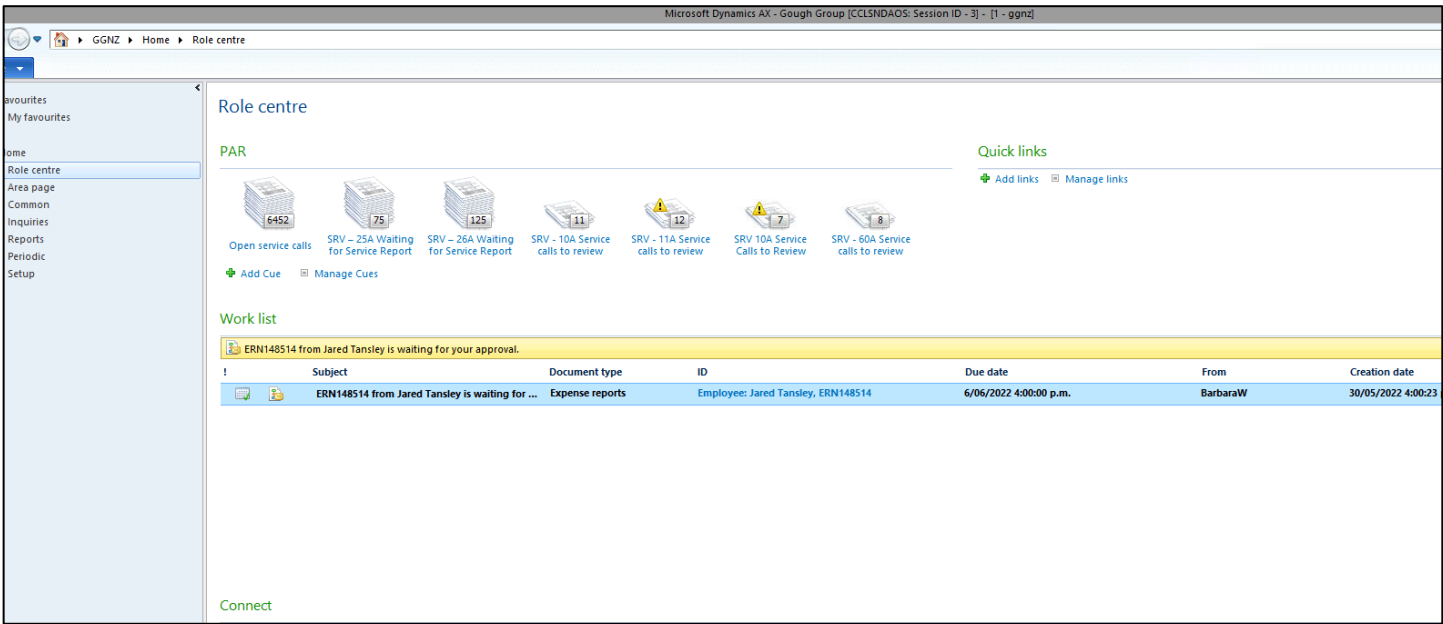 Microsoft Dynamics AX - Gough Group [CCLSNDAOS: Session ID - 3] - [1 - ggnz]
GGNZ Home Role centre
avourites
My favourites
ome
Role centre
Area page
Common
Inquiries
Reports
Periodic
Setup
Role centre
PAR
6452 75 125 11 12 7 8
Open service calls
SRV – 25A Waiting
for Service Report
SRV – 26A Waiting
for Service Report
SRV - 10A Service
calls to review
SRV - 11A Service
calls to review
SRV 10A Service
Calls to Review
SRV - 60A Service
calls to review
Add Cue Manage Cues
Quick links
Add links Manage links
Work list
ERN148514 from Jared Tansley is waiting for your approval.
! Subject Document type ID Due date From Creation date
ERN148514 from Jared Tansley is waiting for ... Expense reports Employee: Jared Tansley, ERN148514 6/06/2022 4:00:00 p.m. BarbaraW 30/05/2022 4:00:23
Connect